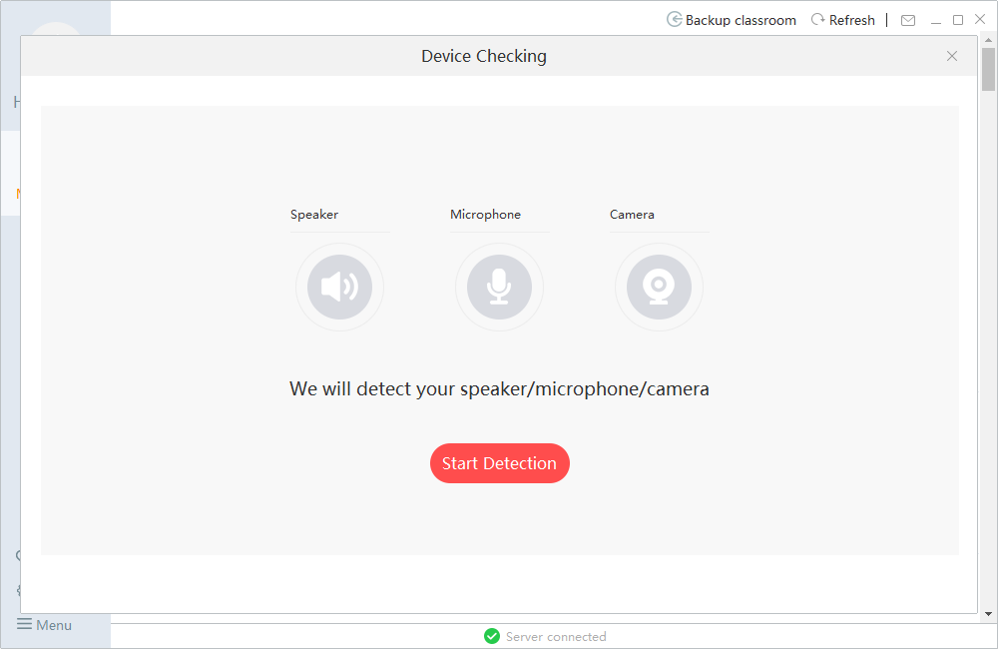 Backup classroom Refresh
Device Checking
Speaker Microphone Camera
We will detect your speaker/microphone/camera
Start Detection
Menu
Server connected